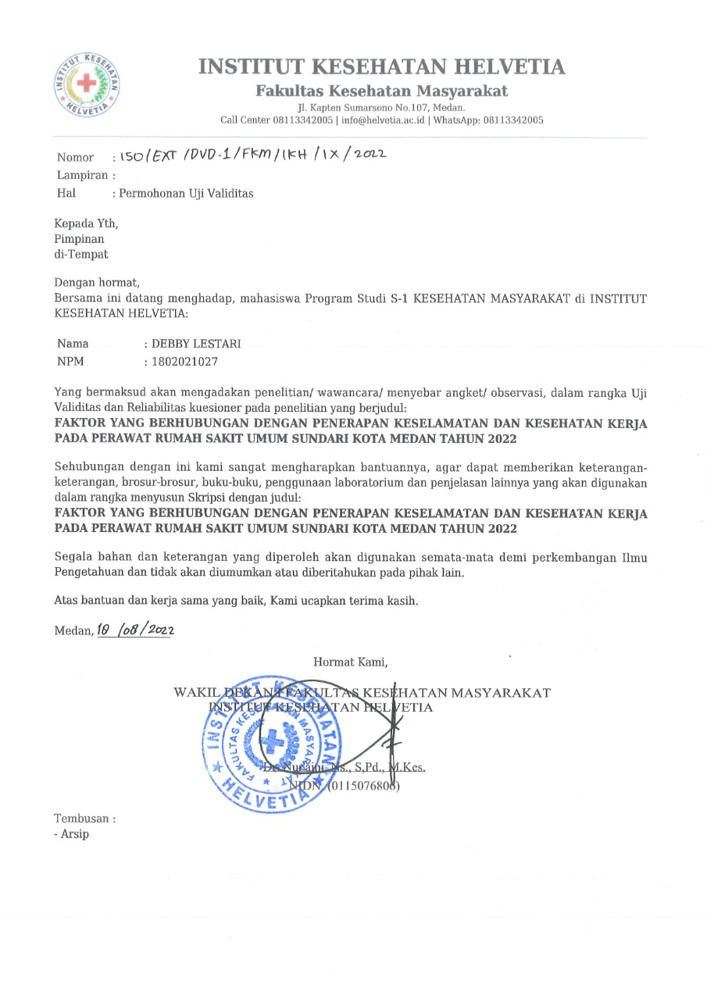 INSTITUT KESEHATAN HELVETIA
INSTITUT KESEHATAN HELVETIA
Fakultas Kesehatan Masyarakat
Jl. Kapten Sumarsono No.107, Medan.
Call Center 08113342005 | info@helvetia.ac.id | WhatsApp: 08113342005
Nomor : 150/EXT/DVD.1/FKM/IKH/IX/2022
Lampiran :
Hal : Permohonan Uji Validitas
Kepada Yth,
Pimpinan
di-Tempat
Dengan hormat,
Bersama ini datang menghadap, mahasiswa Program Studi S-1 KESEHATAN MASYARAKAT di INSTITUT
KESEHATAN HELVETIA:
Nama : DEBBY LESTARI
NPM : 1802021027
Yang bermaksud akan mengadakan penelitian/ wawancara/ menyebar angket/ observasi, dalam rangka Uji
Validitas dan Reliabilitas kuesioner pada penelitian yang berjudul:
FAKTOR YANG BERHUBUNGAN DENGAN PENERAPAN KESELAMATAN DAN KESEHATAN KERJA
PADA PERAWAT RUMAH SAKIT UMUM SUNDARI KOTA MEDAN TAHUN 2022
Sehubungan dengan ini kami sangat mengharapkan bantuannya, agar dapat memberikan keterangan-
keterangan, brosur-brosur, buku-buku, penggunaan laboratorium dan penjelasan lainnya yang akan digunakan
dalam rangka menyusun Skripsi dengan judul:
FAKTOR YANG BERHUBUNGAN DENGAN PENERAPAN KESELAMATAN DAN KESEHATAN KERJA
PADA PERAWAT RUMAH SAKIT UMUM SUNDARI KOTA MEDAN TAHUN 2022
Segala bahan dan keterangan yang diperoleh akan digunakan semata-mata demi perkembangan Ilmu
Pengetahuan dan tidak akan diumumkan atau diberitahukan pada pihak lain.
Atas bantuan dan kerja sama yang baik, Kami ucapkan terima kasih.
Medan, /08/2022
Hormat Kami,
WAKIL DEKAN I FAKULTAS KESEHATAN MASYARAKAT
INSTITUT KESEHATAN HELVETIA
Dr. Nuraini, Ns., S,Pd., M.Kes.
NIDN. (0115076806)
INSTITUT KESEHATAN HELVETIA
FAKULTAS KESEHATAN MASYARAKAT
Tembusan :
- Arsip